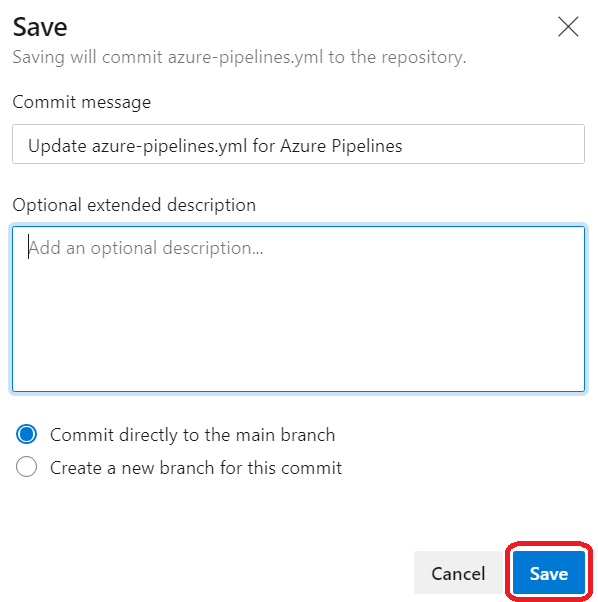 Save
Saving will commit azure-pipelines.yml to the repository.
Commit message
Update azure-pipelines.yml for Azure Pipelines
Optional extended description
Add an optional description...
Commit directly to the main branch
Create a new branch for this commit
Cancel
Save